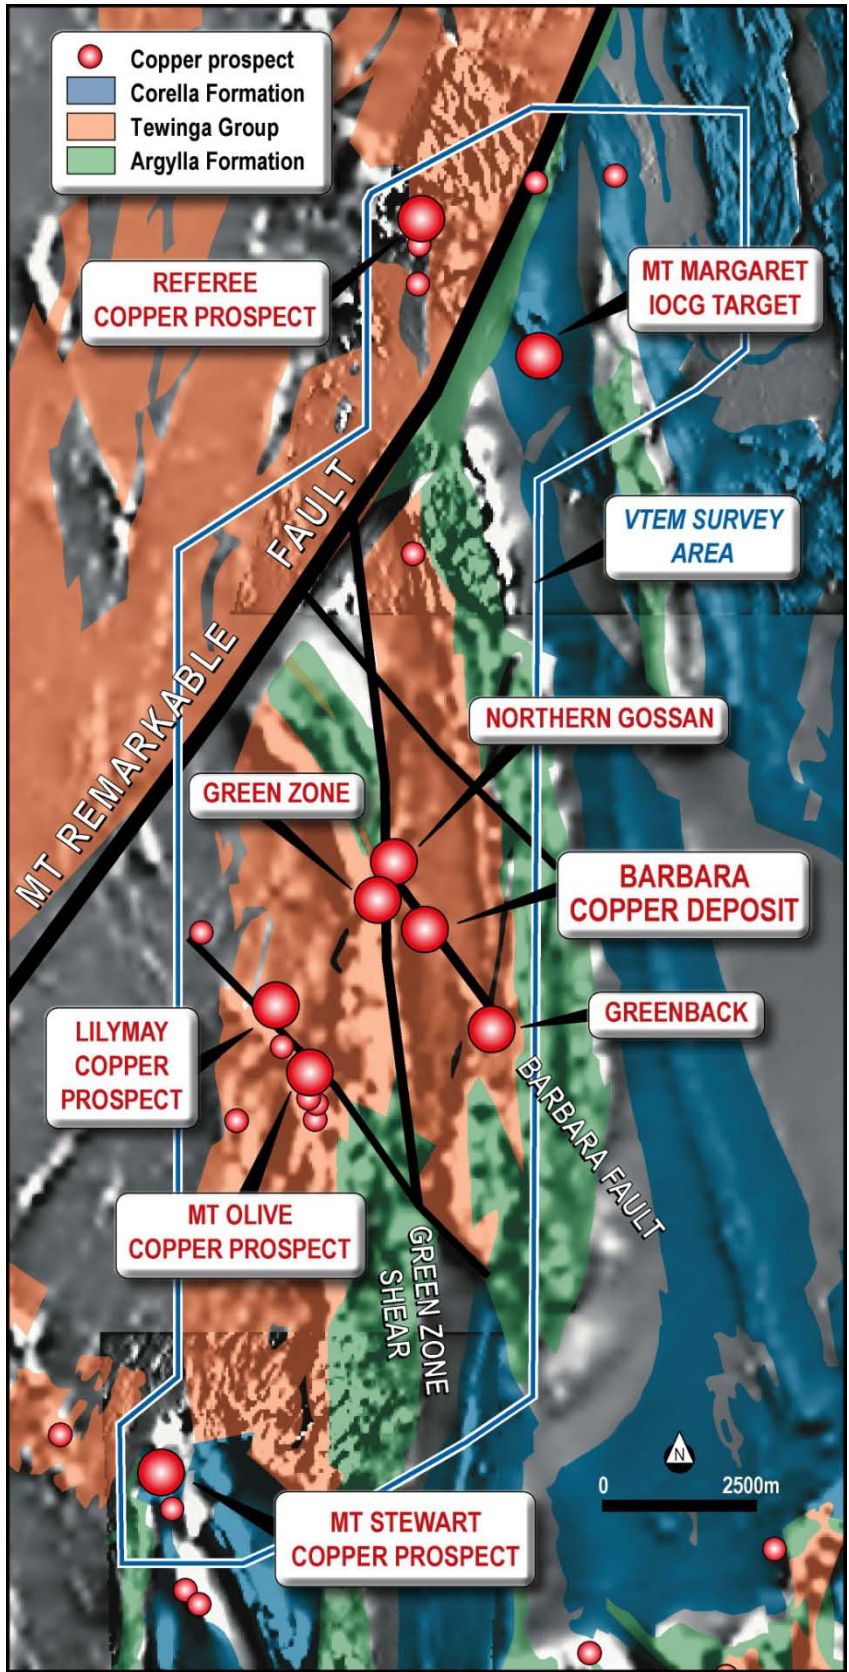 Copper prospect
Corella Formation
Tewinga Group
Argylla Formation
REFEREE
COPPER PROSPECT
MT MARGARET
IOCG TARGET
VTEM SURVEY
AREA
MT REMARKABLE
FAULT
NORTHERN GOSSAN
GREEN ZONE
BARBARA
COPPER DEPOSIT
LILYMAY
COPPER
PROSPECT
GREENBACK
BARBARA FAULT
MT OLIVE
COPPER PROSPECT
GREEN ZONE
SHEAR
N
0 2500m
MT STEWART
COPPER PROSPECT